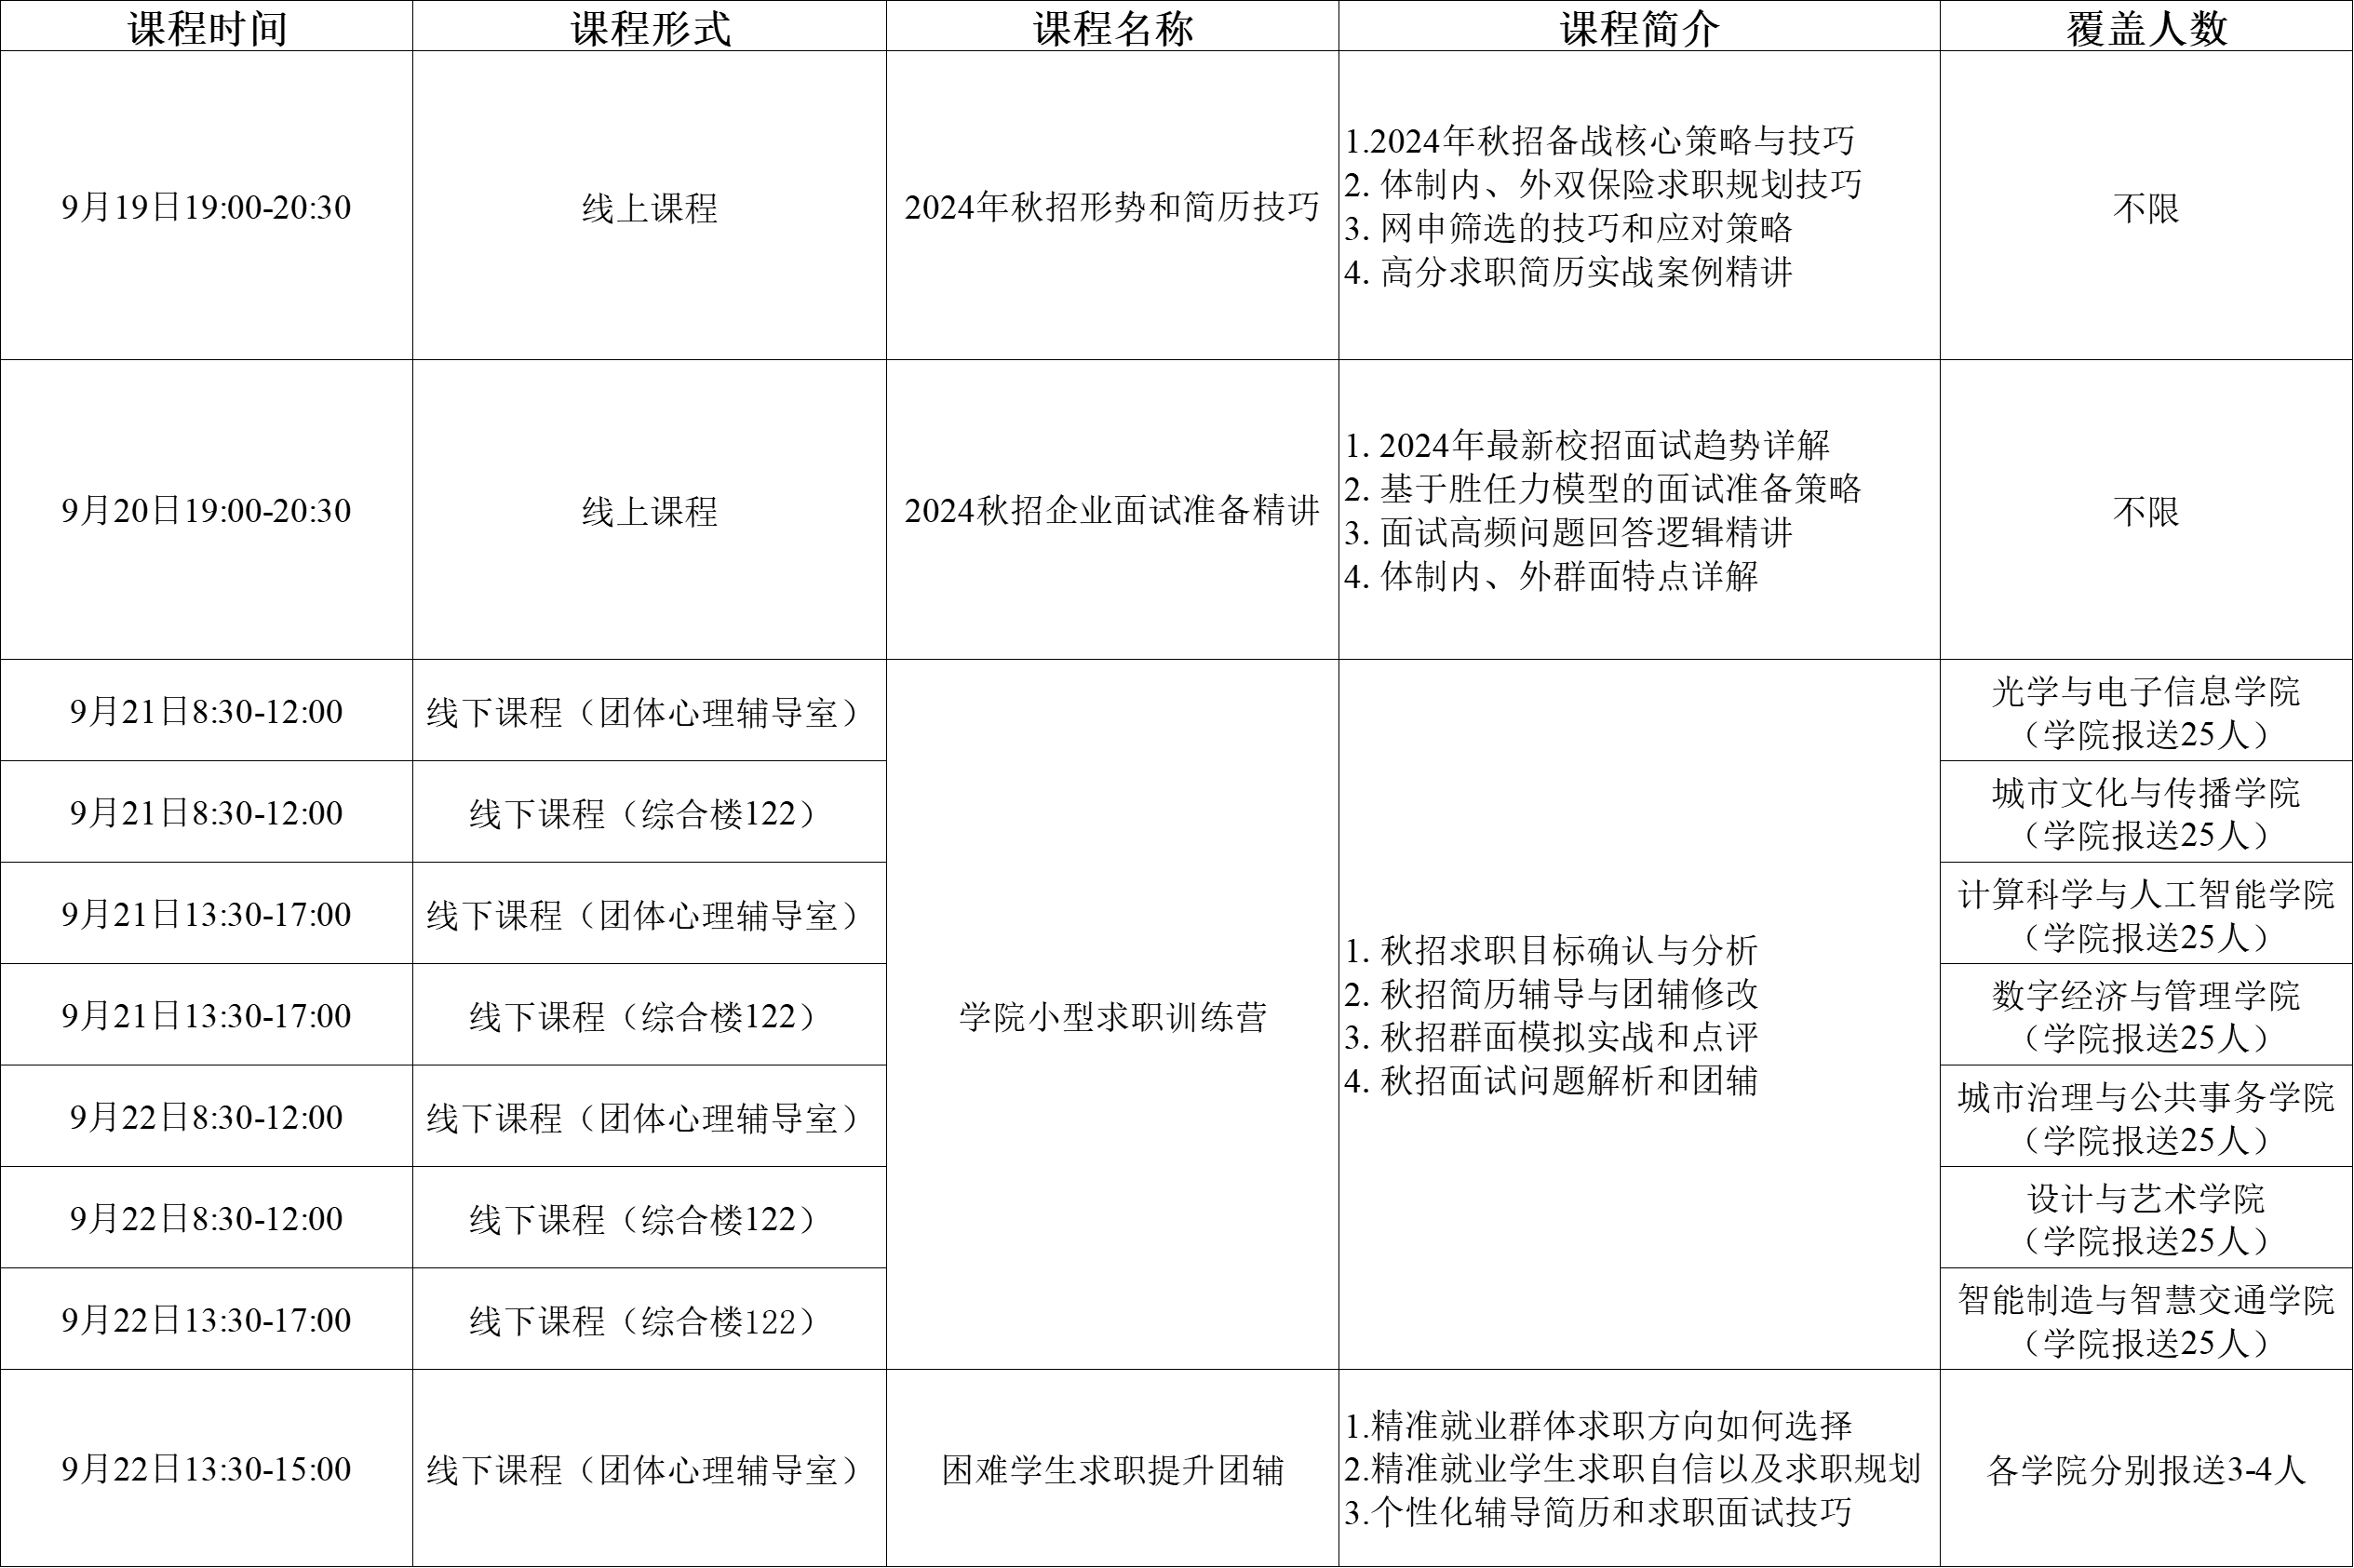 课程时间
课程形式
课程名称
课程简介
覆盖人数
9月19日19:00-20:30
线上课程
2024年秋招形势和简历技巧
1.2024年秋招备战核心策略与技巧
2. 体制内、外双保险求职规划技巧
3. 网申筛选的技巧和应对策略
4. 高分求职简历实战案例精讲
不限
9月20日19:00-20:30
线上课程
2024秋招企业面试准备精讲
1. 2024年最新校招面试趋势详解
2. 基于胜任力模型的面试准备策略
3. 面试高频问题回答逻辑精讲
4. 体制内、外群面特点详解
不限
9月21日8:30-12:00
线下课程（团体心理辅导室）
学院小型求职训练营
1. 秋招求职目标确认与分析
2. 秋招简历辅导与团辅修改
3. 秋招群面模拟实战和点评
4. 秋招面试问题解析和团辅
光学与电子信息学院
（学院报送25人）
9月21日8:30-12:00
线下课程（综合楼122）
城市文化与传播学院
（学院报送25人）
9月21日13:30-17:00
线下课程（团体心理辅导室）
计算科学与人工智能学院
（学院报送25人）
9月21日13:30-17:00
线下课程（综合楼122）
数字经济与管理学院
（学院报送25人）
9月22日8:30-12:00
线下课程（团体心理辅导室）
城市治理与公共事务学院
（学院报送25人）
9月22日8:30-12:00
线下课程（综合楼122）
设计与艺术学院
（学院报送25人）
9月22日13:30-17:00
线下课程（综合楼122）
智能制造与智慧交通学院
（学院报送25人）
9月22日13:30-15:00
线下课程（团体心理辅导室）
困难学生求职提升团辅
1.精准就业群体求职方向如何选择
2.精准就业学生求职自信以及求职规划
3.个性化辅导简历和求职面试技巧
各学院分别报送3-4人